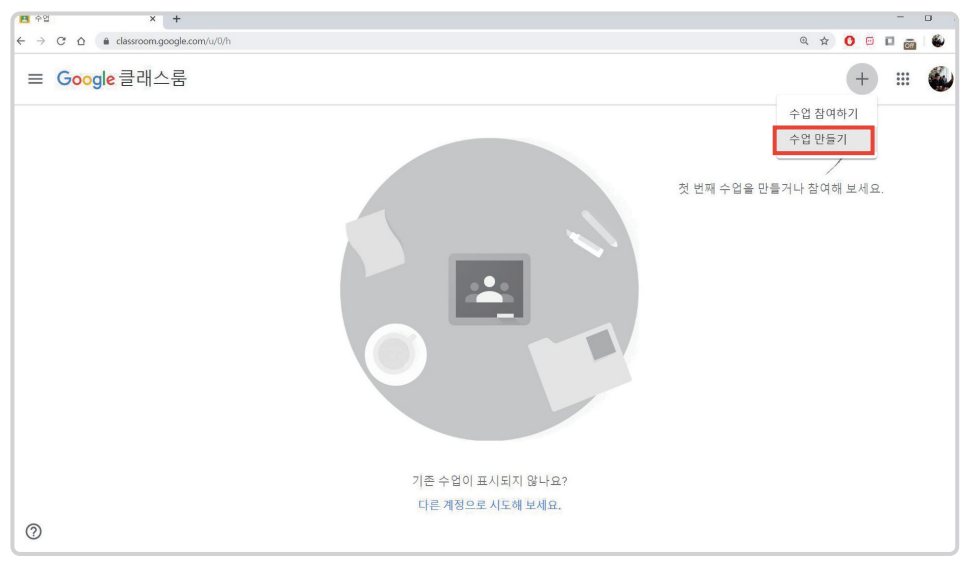 수업
classroom.google.com/u/0/h
Google 클래스룸
수업 참여하기
수업 만들기
첫 번째 수업을 만들거나 참여해 보세요.
기존 수업이 표시되지 않나요?
다른 계정으로 시도해 보세요.